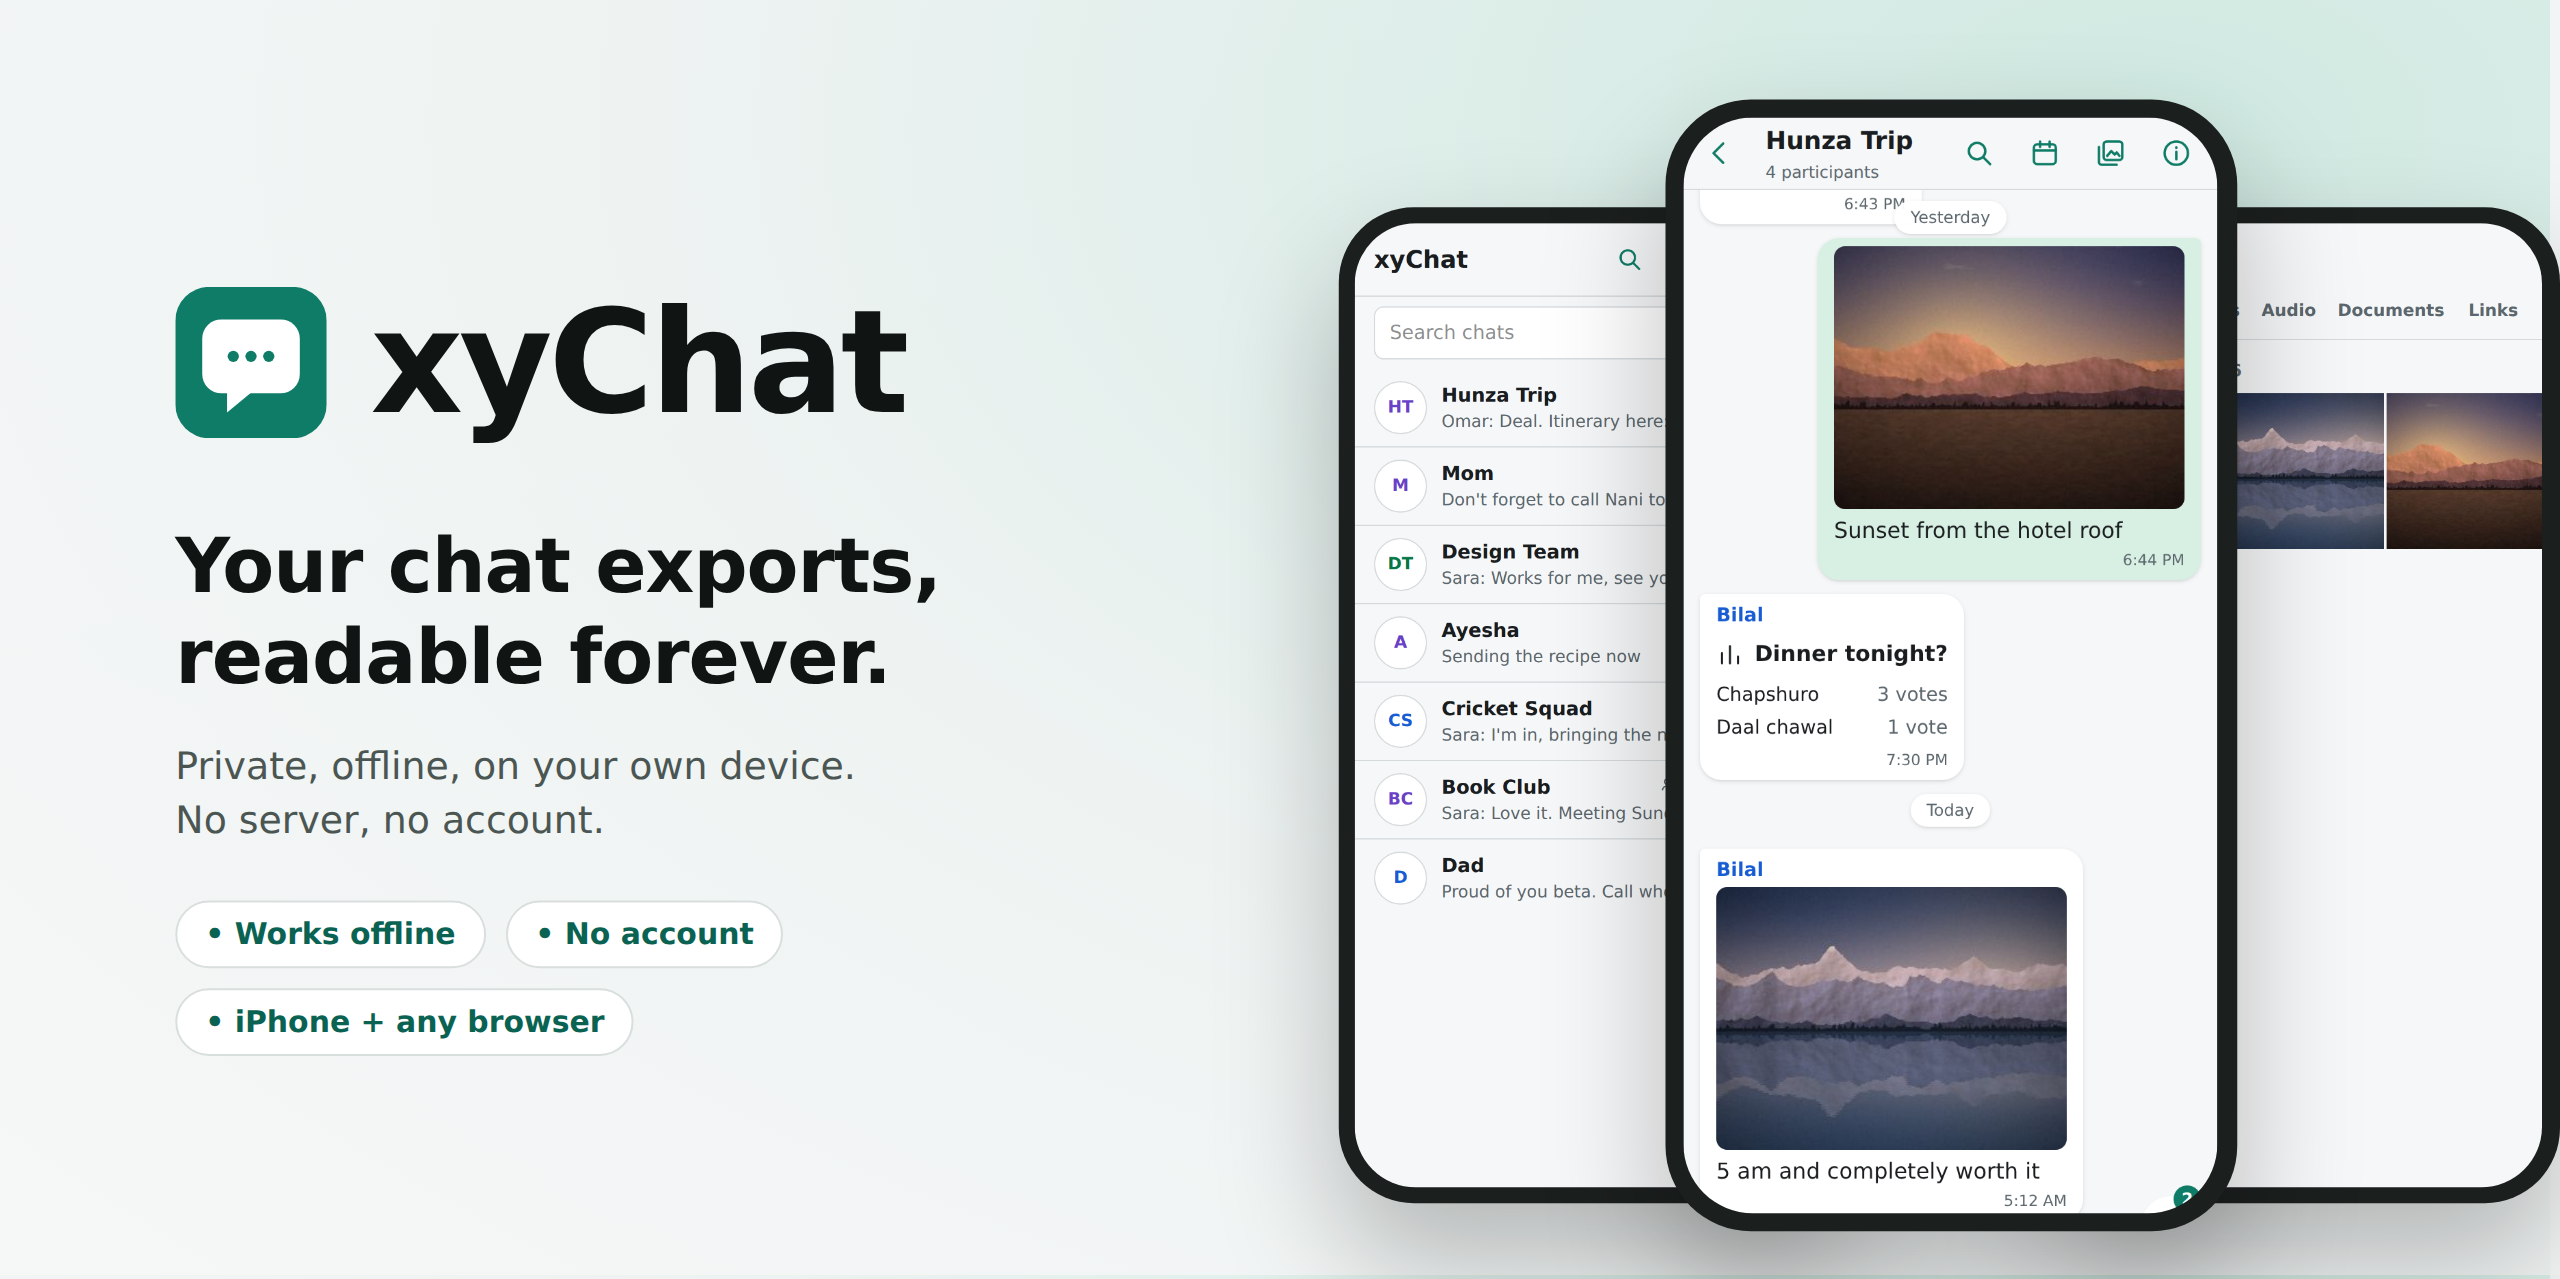 xyChat
Your chat exports,
readable forever.
Private, offline, on your own device.
No server, no account.
• Works offline
• No account
• iPhone + any browser
xyChat
Search chats
HT
Hunza Trip
Omar: Deal. Itinerary here:
M
Mom
Don't forget to call Nani to
DT
Design Team
Sara: Works for me, see yo
A
Ayesha
Sending the recipe now
CS
Cricket Squad
Sara: I'm in, bringing the
BC
Book Club
Sara: Love it. Meeting Sun
D
Dad
Proud of you beta. Call wh
Hunza Trip
4 participants
6:43 PM
Yesterday
Sunset from the hotel roof
6:44 PM
Bilal
Dinner tonight?
Chapshuro 3 votes
Daal chawal 1 vote
7:30 PM
Today
Bilal
5 am and completely worth it
5:12 AM
2
Audio Documents Links